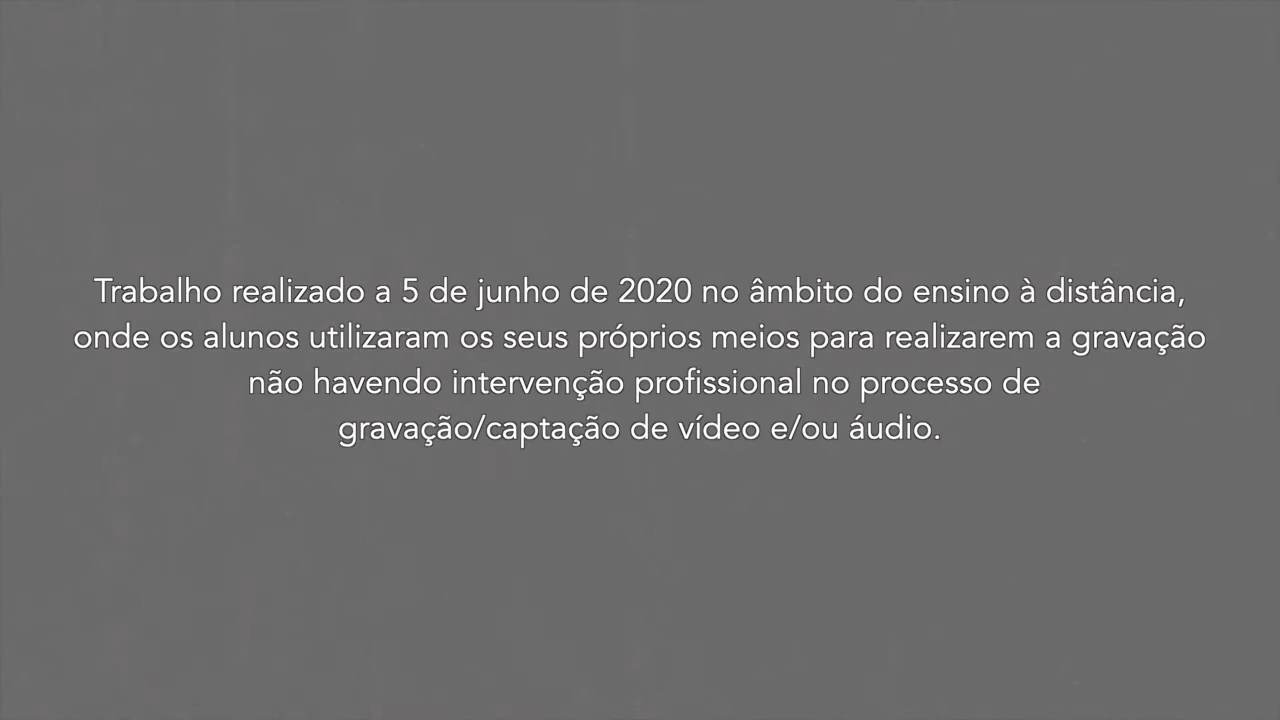 Trabalho realizado a 5 de junho de 2020 no âmbito do ensino à distância,
onde os alunos utilizaram os seus próprios meios para realizarem a gravação
não havendo intervenção profissional no processo de
gravação/captação de vídeo e/ou áudio.